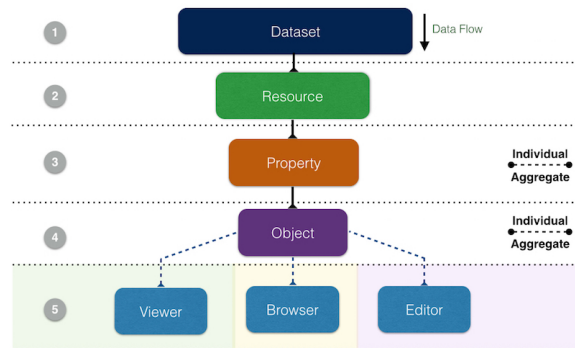 1
Dataset
Data Flow
2
Resource
3
Property
Individual
Aggregate
4
Object
Individual
Aggregate
5
Viewer
Browser
Editor